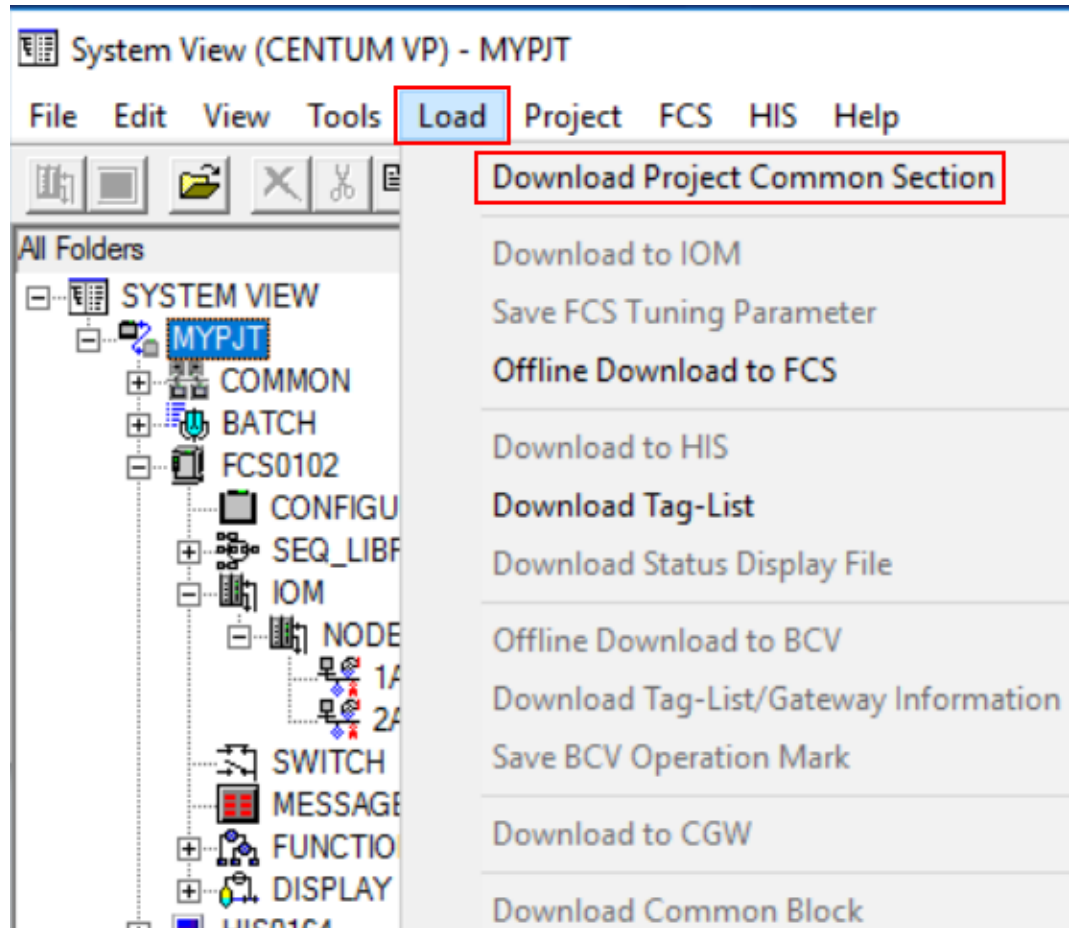 System View (CENTUM VP) - MYPJT
File Edit View Tools Load Project FCS HIS Help
Download Project Common Section
Download to IOM
Save FCS Tuning Parameter
Offline Download to FCS
Download to HIS
Download Tag-List
Download Status Display File
Offline Download to BCV
Download Tag-List/Gateway Information
Save BCV Operation Mark
Download to CGW
Download Common Block
All Folders
SYSTEM VIEW
MYPJT
COMMON
BATCH
FCS0102
CONFIGU
SEQ_LIBR
IOM
NODE
1A
2A
SWITCH
MESSAGE
FUNCTIO
DISPLAY
HIS0164